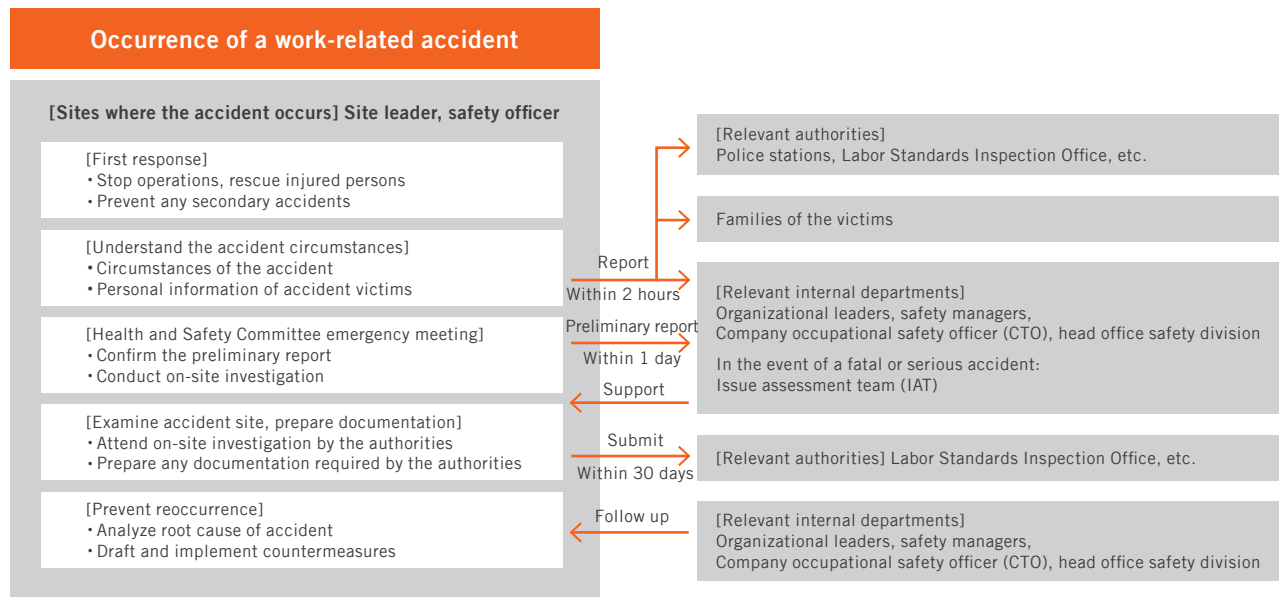 Occurrence of a work-related accident
[Sites where the accident occurs] Site leader, safety officer
[First response]
・Stop operations, rescue injured persons
・Prevent any secondary accidents
[Understand the accident circumstances]
・Circumstances of the accident
・Personal information of accident victims
[Health and Safety Committee emergency meeting]
・Confirm the preliminary report
・Conduct on-site investigation
[Examine accident site, prepare documentation]
・Attend on-site investigation by the authorities
・Prepare any documentation required by the authorities
[Prevent reoccurrence]
・Analyze root cause of accident
・Draft and implement countermeasures
Report
Within 2 hours
Preliminary report
Within 1 day
Support
Submit
Within 30 days
Follow up
[Relevant authorities]
Police stations, Labor Standards Inspection Office, etc.
Families of the victims
[Relevant internal departments]
Organizational leaders, safety managers,
Company occupational safety officer (CTO), head office safety division
In the event of a fatal or serious accident:
Issue assessment team (IAT)
[Relevant authorities] Labor Standards Inspection Office, etc.
[Relevant internal departments]
Organizational leaders, safety managers,
Company occupational safety officer (CTO), head office safety division